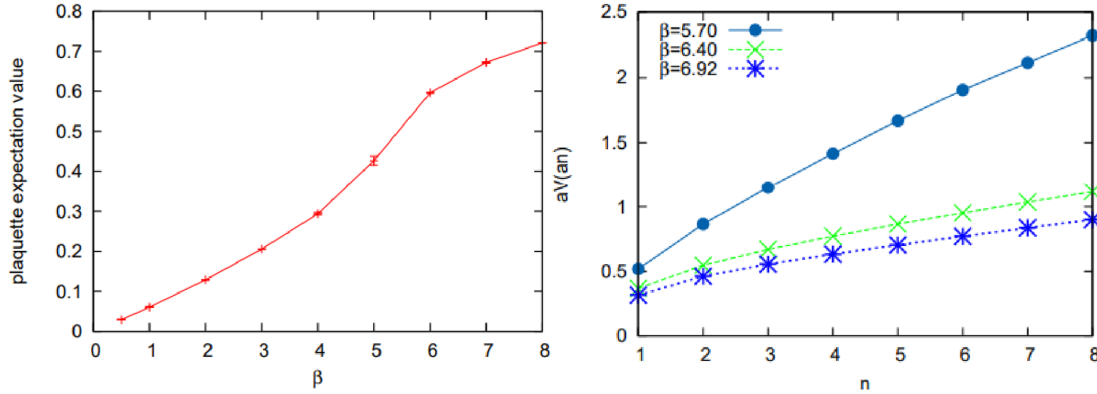 plaquette expectation value
0.8
0.7
0.6
0.5
0.4
0.3
0.2
0.1
0
0 1 2 3 4 5 6 7 8
β
aV(an)
2.5
2
1.5
1
0.5
0
β=5.70
β=6.40
β=6.92
1 2 3 4 5 6 7 8
n